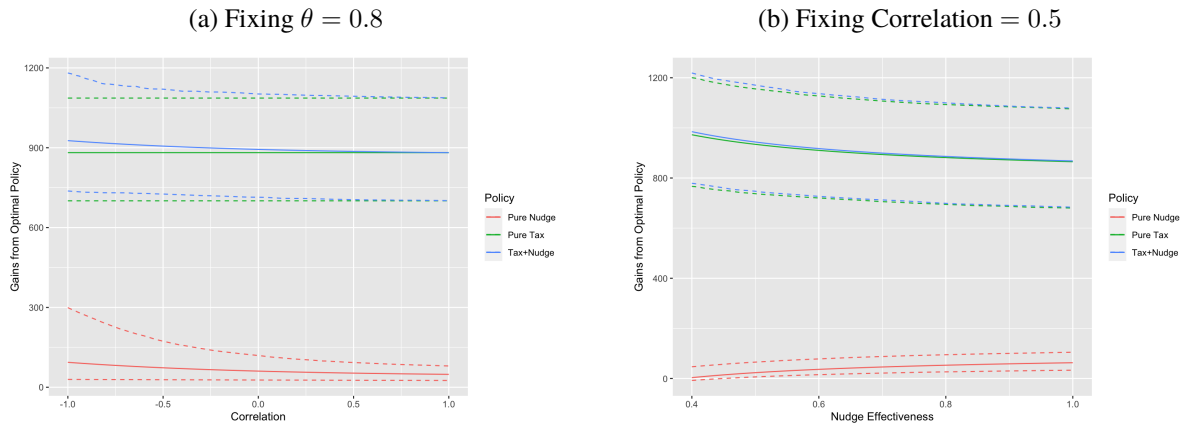 (a) Fixing θ = 0.8
Gains from Optimal Policy
1200
900
600
300
0
-1.0
-0.5
0.0
0.5
1.0
Correlation
Policy
Pure Nudge
Pure Tax
Tax+Nudge
(b) Fixing Correlation = 0.5
Gains from Optimal Policy
1200
800
400
0
0.4
0.6
0.8
1.0
Nudge Effectiveness
Policy
Pure Nudge
Pure Tax
Tax+Nudge